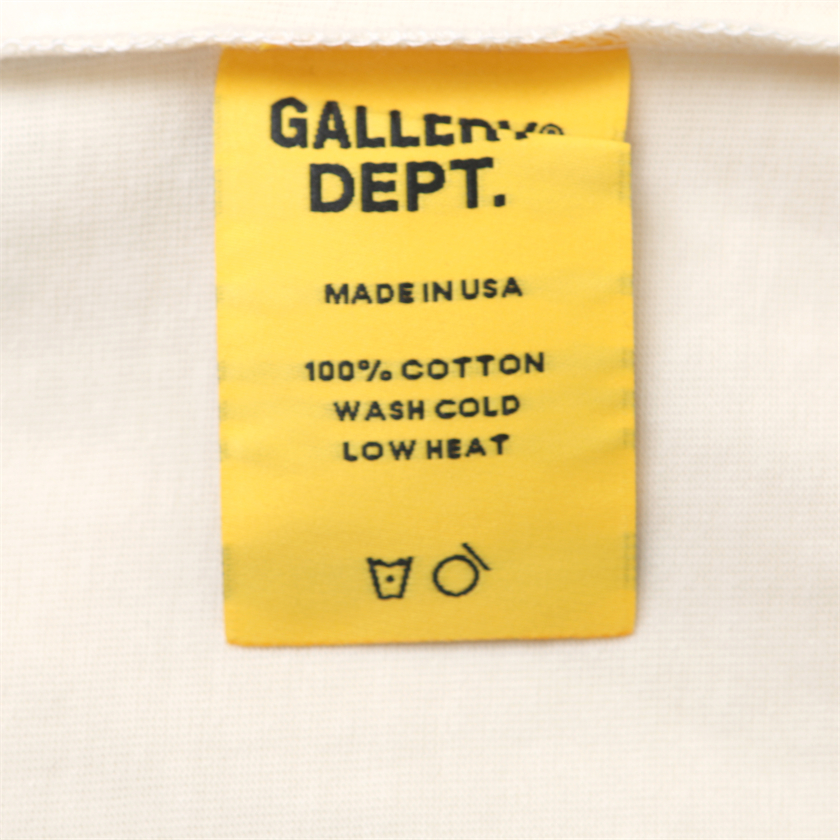 GALLERY®
DEPT.
MADE IN USA
100% COTTON
WASH COLD
LOW HEAT